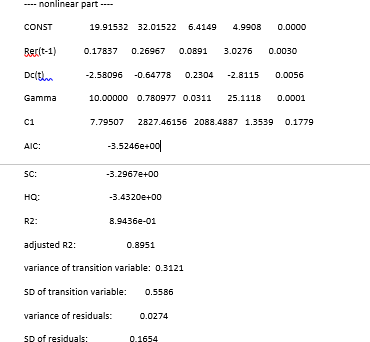 ---- nonlinear part ----
CONST 19.91532 32.01522 6.4149 4.9908 0.0000
Rer(t-1) 0.17837 0.26967 0.0891 3.0276 0.0030
Dc(t) -2.58096 -0.64778 0.2304 -2.8115 0.0056
Gamma 10.00000 0.780977 0.0311 25.1118 0.0001
C1 7.79507 2827.46156 2088.4887 1.3539 0.1779
AIC: -3.5246e+00
SC: -3.2967e+00
HQ: -3.4320e+00
R2: 8.9436e-01
adjusted R2: 0.8951
variance of transition variable: 0.3121
SD of transition variable: 0.5586
variance of residuals: 0.0274
SD of residuals: 0.1654